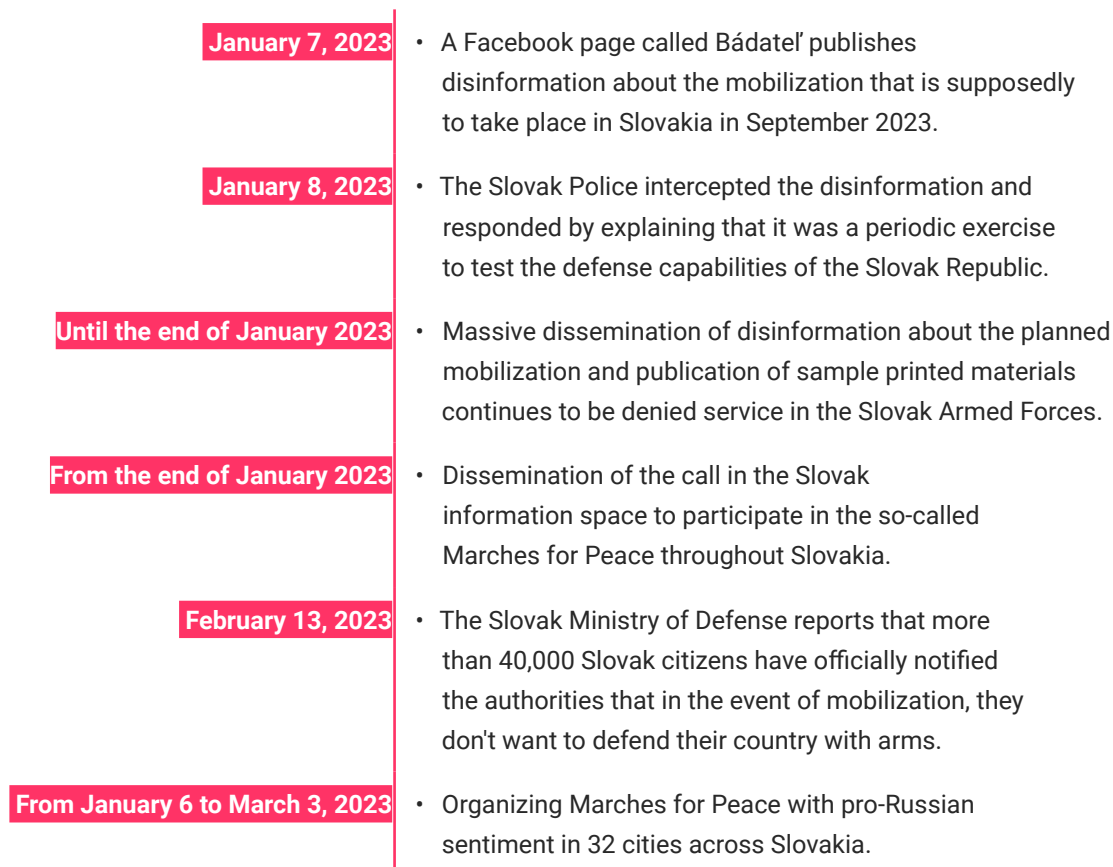 January 7, 2023
• A Facebook page called Bádateľ publishes
disinformation about the mobilization that is supposedly
to take place in Slovakia in September 2023.
January 8, 2023
• The Slovak Police intercepted the disinformation and
responded by explaining that it was a periodic exercise
to test the defense capabilities of the Slovak Republic.
Until the end of January 2023
• Massive dissemination of disinformation about the planned
mobilization and publication of sample printed materials
continues to be denied service in the Slovak Armed Forces.
From the end of January 2023
• Dissemination of the call in the Slovak
information space to participate in the so-called
Marches for Peace throughout Slovakia.
February 13, 2023
• The Slovak Ministry of Defense reports that more
than 40,000 Slovak citizens have officially notified
the authorities that in the event of mobilization, they
don't want to defend their country with arms.
From January 6 to March 3, 2023
• Organizing Marches for Peace with pro-Russian
sentiment in 32 cities across Slovakia.